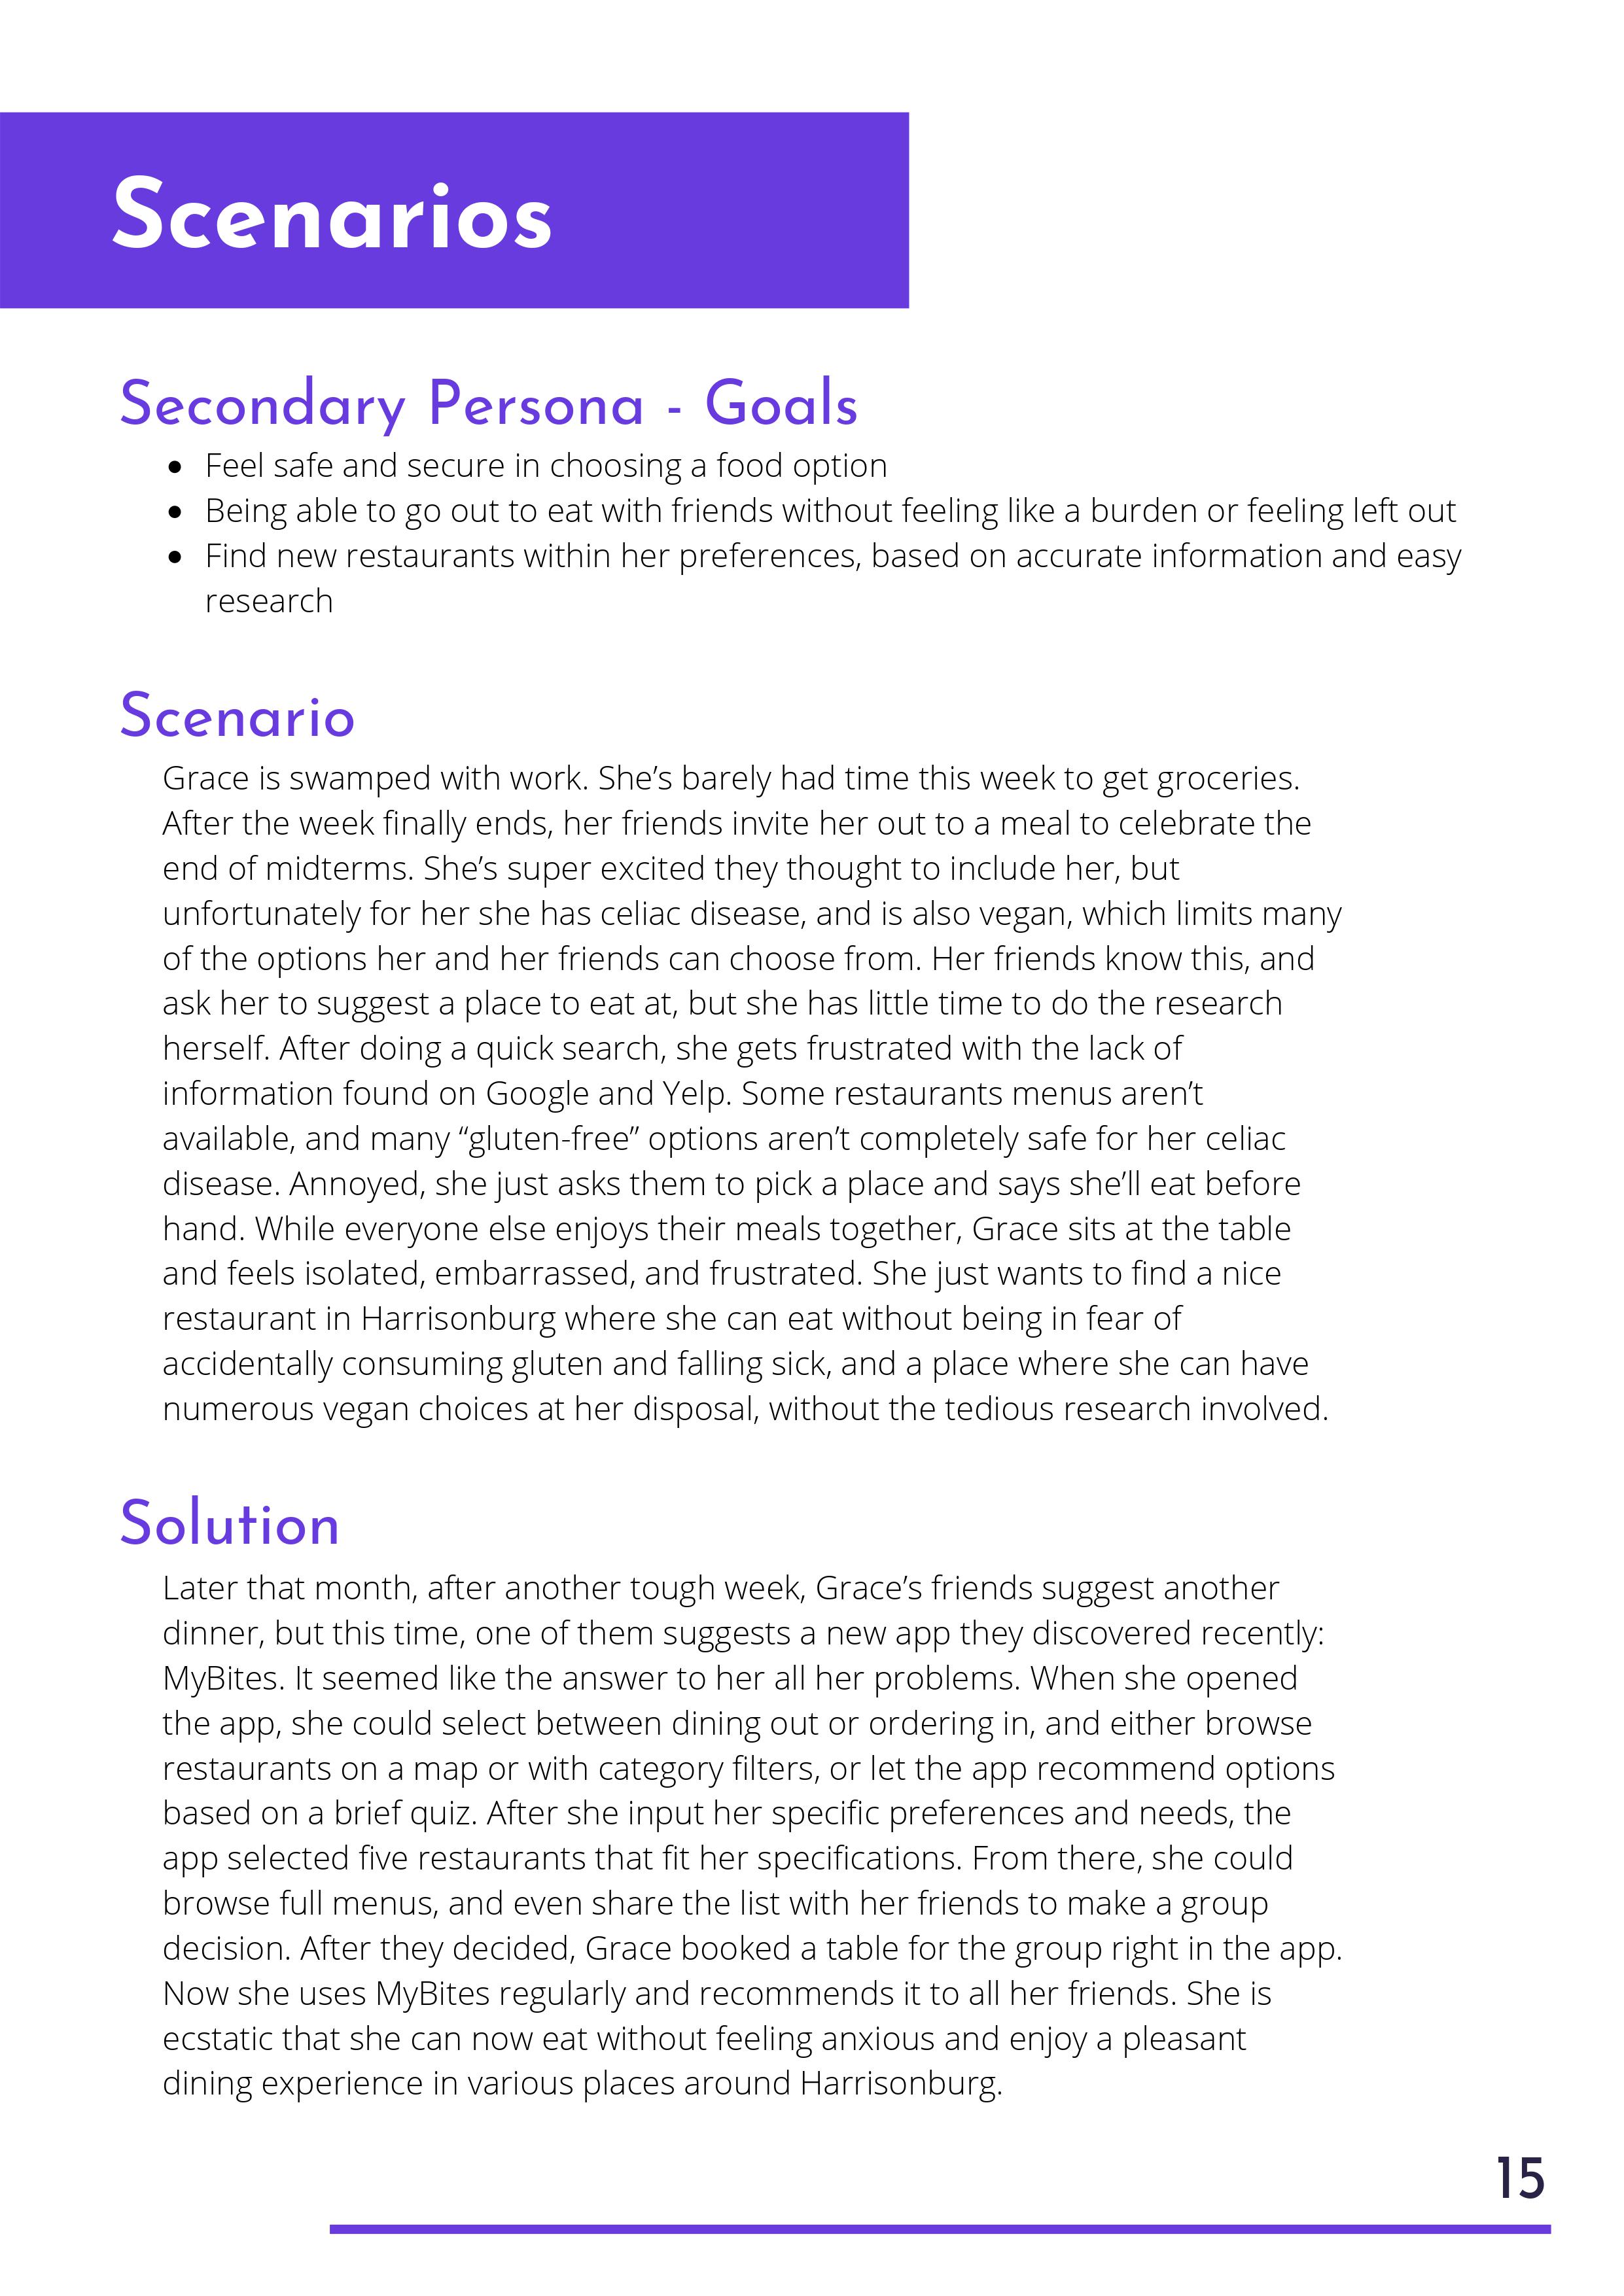 Scenarios
Secondary Persona - Goals
• Feel safe and secure in choosing a food option
• Being able to go out to eat with friends without feeling like a burden or feeling left out
• Find new restaurants within her preferences, based on accurate information and easy
research
Scenario
Grace is swamped with work. She’s barely had time this week to get groceries.
After the week finally ends, her friends invite her out to a meal to celebrate the
end of midterms. She’s super excited they thought to include her, but
unfortunately for her she has celiac disease, and is also vegan, which limits many
of the options her and her friends can choose from. Her friends know this, and
ask her to suggest a place to eat at, but she has little time to do the research
herself. After doing a quick search, she gets frustrated with the lack of
information found on Google and Yelp. Some restaurants menus aren’t
available, and many “gluten-free” options aren’t completely safe for her celiac
disease. Annoyed, she just asks them to pick a place and says she’ll eat before
hand. While everyone else enjoys their meals together, Grace sits at the table
and feels isolated, embarrassed, and frustrated. She just wants to find a nice
restaurant in Harrisonburg where she can eat without being in fear of
accidentally consuming gluten and falling sick, and a place where she can have
numerous vegan choices at her disposal, without the tedious research involved.
Solution
Later that month, after another tough week, Grace’s friends suggest another
dinner, but this time, one of them suggests a new app they discovered recently:
MyBites. It seemed like the answer to her all her problems. When she opened
the app, she could select between dining out or ordering in, and either browse
restaurants on a map or with category filters, or let the app recommend options
based on a brief quiz. After she input her specific preferences and needs, the
app selected five restaurants that fit her specifications. From there, she could
browse full menus, and even share the list with her friends to make a group
decision. After they decided, Grace booked a table for the group right in the app.
Now she uses MyBites regularly and recommends it to all her friends. She is
ecstatic that she can now eat without feeling anxious and enjoy a pleasant
dining experience in various places around Harrisonburg.
15